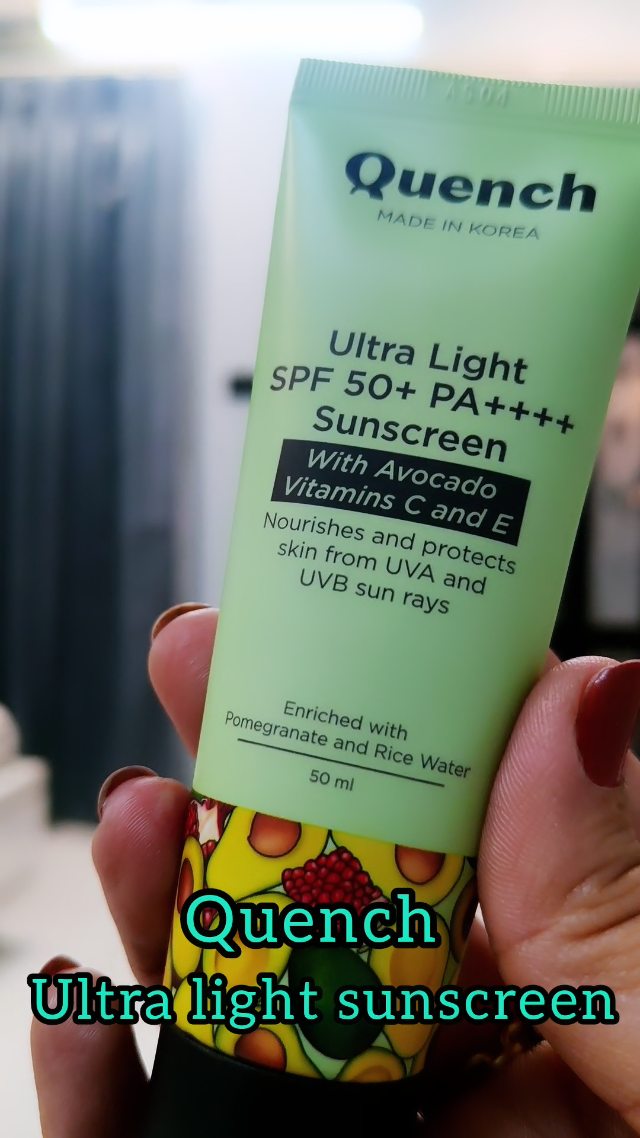 Quench
MADE IN KOREA
Ultra Light
SPF 50+ PA++++
Sunscreen
With Avocado
Vitamins C and E
Nourishes and protects
skin from UVA and
UVB sun rays
Enriched with
Pomegranate and Rice Water
50 ml
Quench
Ultra light sunscreen